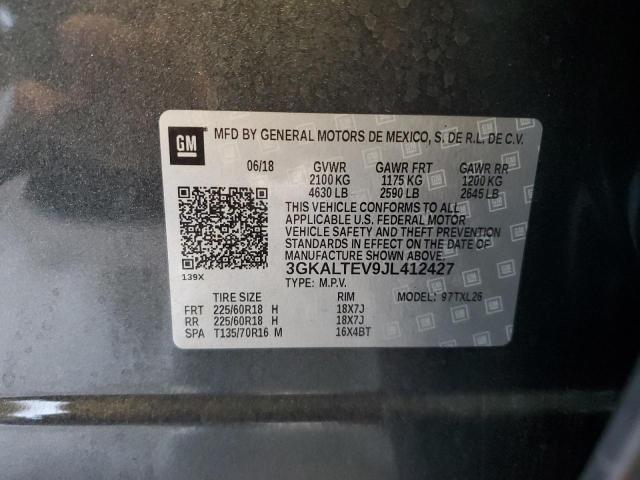 GM MFD BY GENERAL MOTORS DE MEXICO, S. DE R.L. DE C.V.
06/18 GVWR GAWR FRT GAWR RR
2100 KG 1175 KG 1200 KG
4630 LB 2590 LB 2645 LB
THIS VEHICLE CONFORMS TO ALL
APPLICABLE U.S. FEDERAL MOTOR
VEHICLE SAFETY AND THEFT PREVENTION
STANDARDS IN EFFECT ON THE DATE OF
MANUFACTURE SHOWN ABOVE.
3GKALTEV9JL412427
139X TYPE: M.P.V.
TIRE SIZE RIM MODEL: 97TXL26
FRT 225/60R18 H 18X7J
RR 225/60R18 H 18X7J
SPA T135/70R16 M 16X4BT